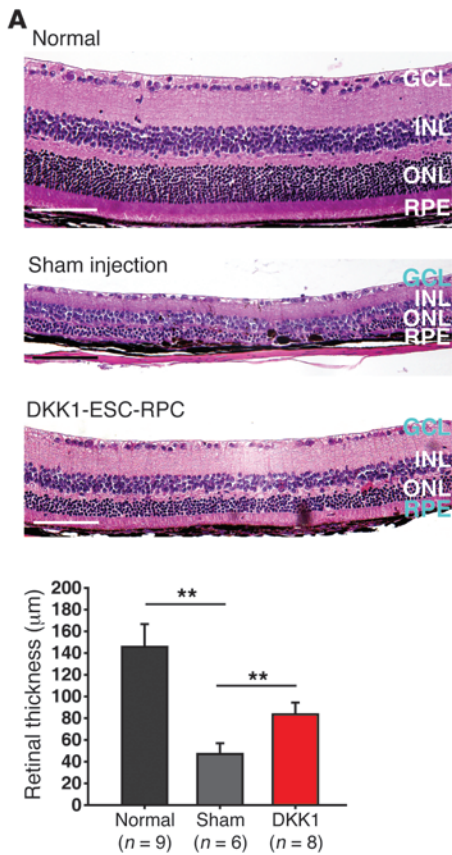 A
Normal
GCL
INL
ONL
RPE
Sham injection
GCL
INL
ONL
RPE
DKK1-ESC-RPC
GCL
INL
ONL
RPE
Retinal thickness (μm)
200
180
160
140
120
100
80
60
40
20
0
**
**
Normal Sham DKK1
(n = 9) (n = 6) (n = 8)